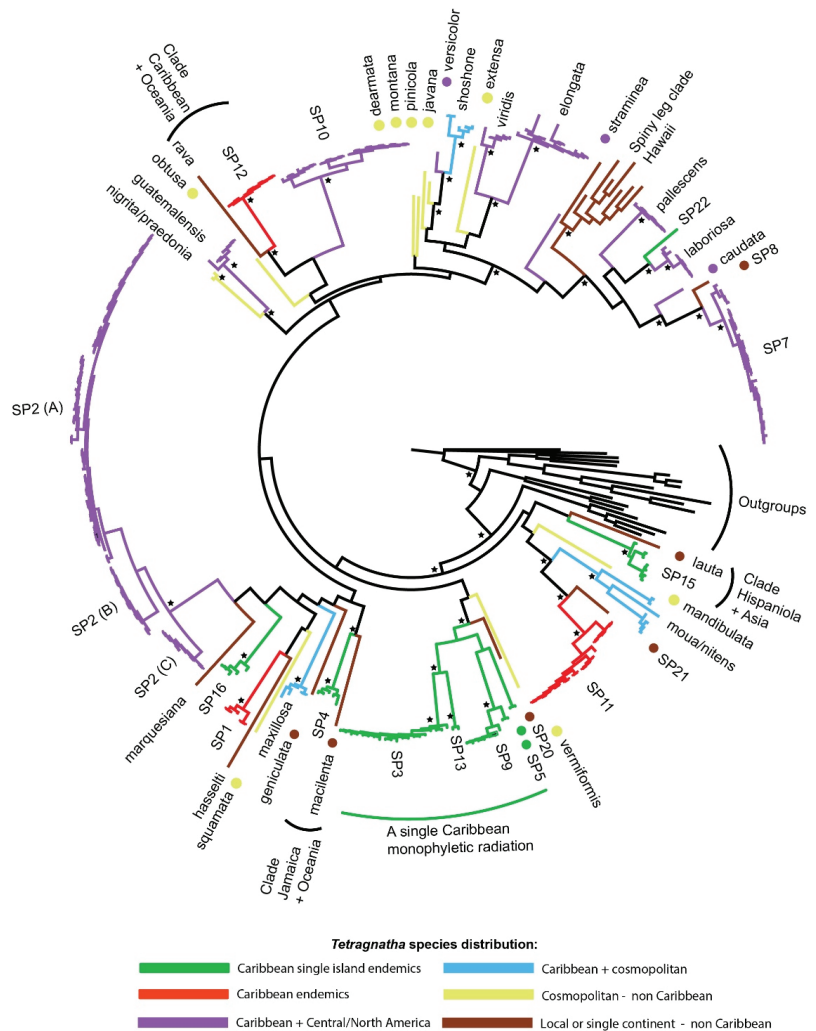 Clade
Caribbean
+ Oceania
rava
SP12
SP10
dearmata
montana
pinicola
javana
versicolor
shoshone
extensa
viridis
elongata
straminea
Spiny leg clade
Hawaii
pallescens
SP22
laboriosa
caudata
SP8
SP7
obtusa
guatemalensis
nigrita/praedonia
SP2 (A)
SP2 (B)
SP2 (C)
marquesiana
SP16
SP1
hasselti
squamata
maxillosa
geniculata
SP4
macilenta
Clade
Jamaica
+ Oceania
SP3
SP13
SP9
SP20
SP5
vermiformis
A single Caribbean
monophyletic radiation
SP11
SP21
moua/nitens
mandibulata
SP15
lauta
Clade
Hispaniola
+ Asia
Outgroups
Tetragnatha species distribution:
Caribbean single island endemics
Caribbean + cosmopolitan
Caribbean endemics
Cosmopolitan - non Caribbean
Caribbean + Central/North America
Local or single continent - non Caribbean